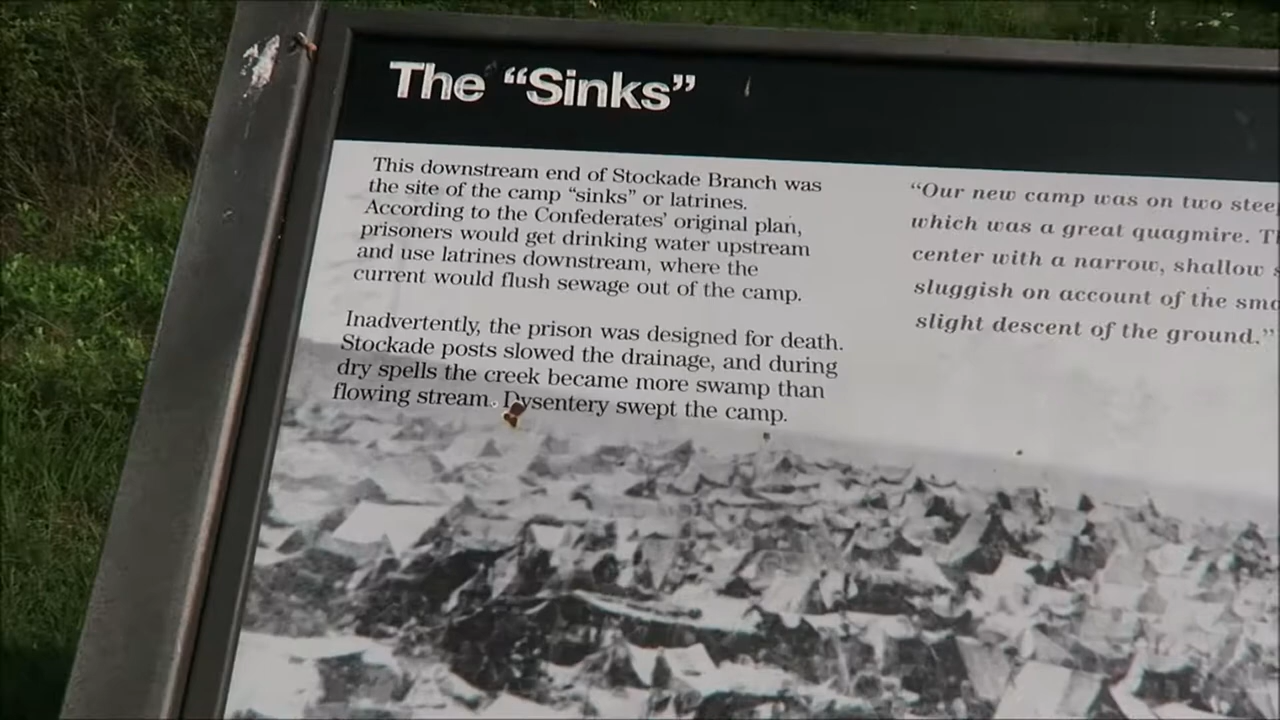 The “Sinks”
This downstream end of Stockade Branch was
the site of the camp “sinks” or latrines.
According to the Confederates’ original plan,
prisoners would get drinking water upstream
and use latrines downstream, where the
current would flush sewage out of the camp.
Inadvertently, the prison was designed for death.
Stockade posts slowed the drainage, and during
dry spells the creek became more swamp than
flowing stream. Dysentery swept the camp.
“Our new camp was on two
which was a great quagmire.
center with a narrow, shallow
sluggish on account of the
slight descent of the ground.”